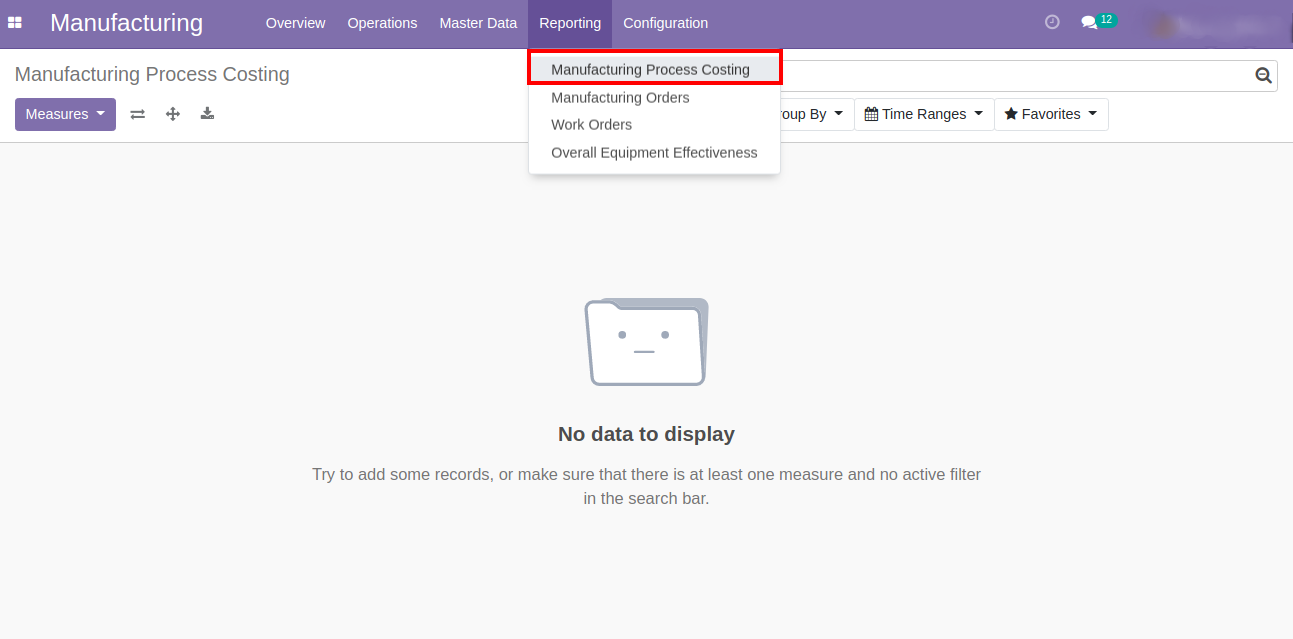 Manufacturing Overview Operations Master Data Reporting Configuration 12
Manufacturing Process Costing
Manufacturing Process Costing
Manufacturing Orders
Work Orders
Overall Equipment Effectiveness
Measures
oup By Time Ranges Favorites
No data to display
Try to add some records, or make sure that there is at least one measure and no active filter
in the search bar.